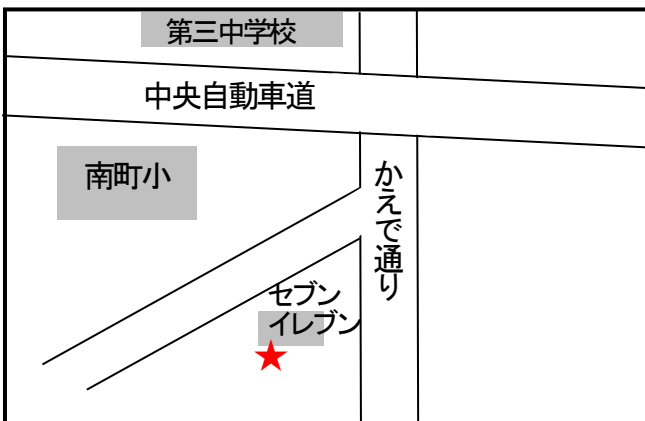 第三中学校
中央自動車道
南町小
かえで通り
セブン
イレブン